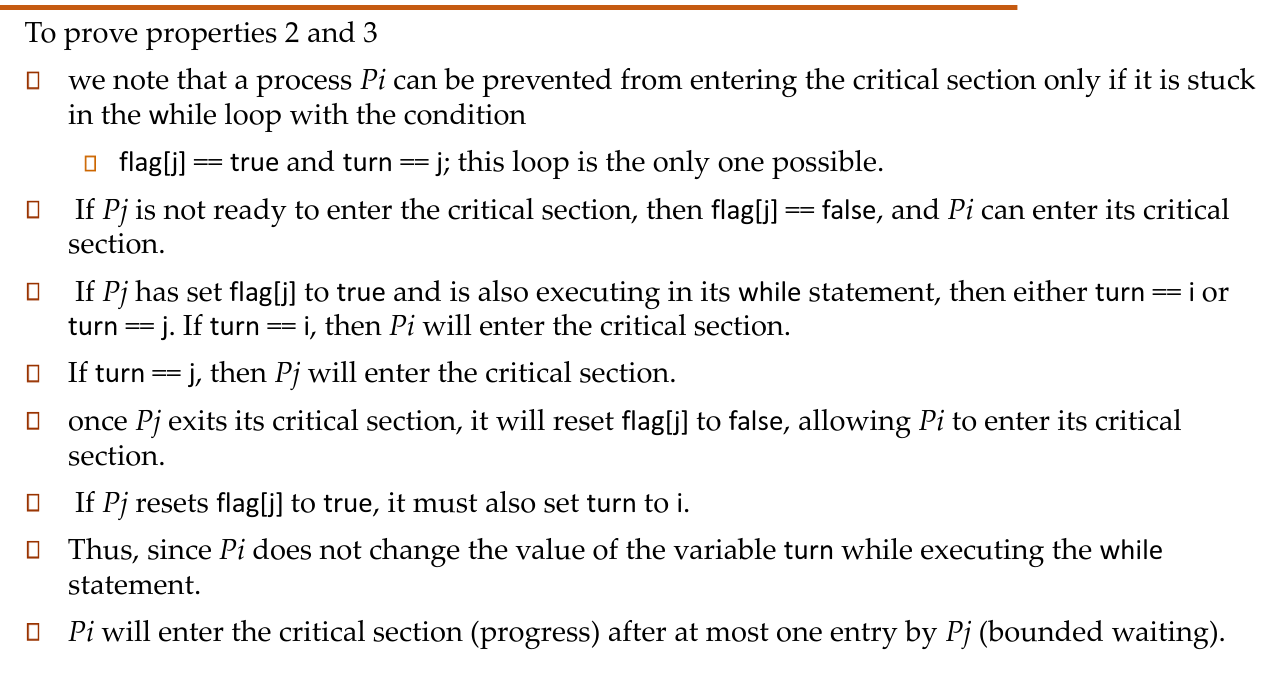 To prove properties 2 and 3
we note that a process Pi can be prevented from entering the critical section only if it is stuck
in the while loop with the condition
flag[j] == true and turn == j; this loop is the only one possible.
If Pj is not ready to enter the critical section, then flag[j] == false, and Pi can enter its critical
section.
If Pj has set flag[j] to true and is also executing in its while statement, then either turn == i or
turn == j. If turn == i, then Pi will enter the critical section.
If turn == j, then Pj will enter the critical section.
once Pj exits its critical section, it will reset flag[j] to false, allowing Pi to enter its critical
section.
If Pj resets flag[j] to true, it must also set turn to i.
Thus, since Pi does not change the value of the variable turn while executing the while
statement.
Pi will enter the critical section (progress) after at most one entry by Pj (bounded waiting).